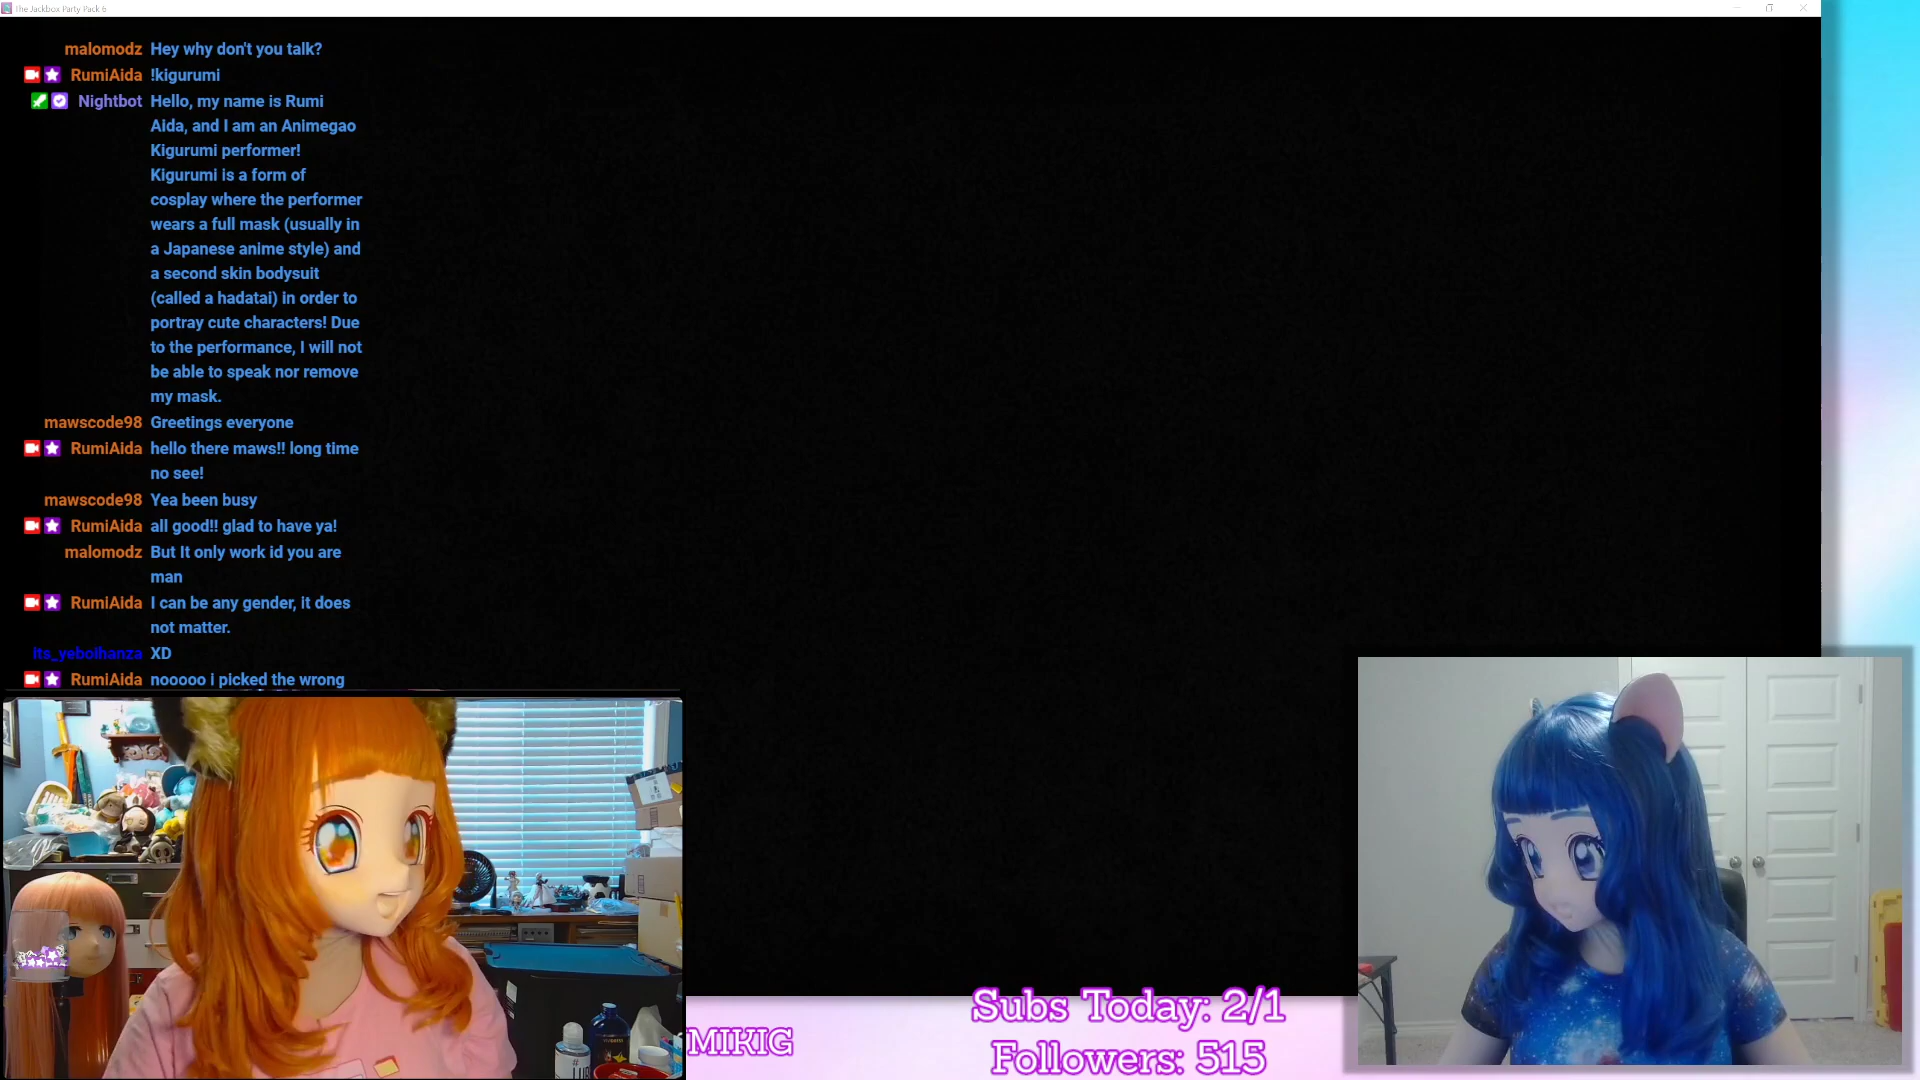 The Jackbox Party Pack 6
malomodz Hey why don't you talk?
RumiAida !kigurumi
Nightbot Hello, my name is Rumi
Aida, and I am an Animegao
Kigurumi performer!
Kigurumi is a form of
cosplay where the performer
wears a full mask (usually in
a Japanese anime style) and
a second skin bodysuit
(called a hadatai) in order to
portray cute characters! Due
to the performance, I will not
be able to speak nor remove
my mask.
mawscode98 Greetings everyone
RumiAida hello there maws!! long time
no see!
mawscode98 Yea been busy
RumiAida all good!! glad to have ya!
malomodz But It only work id you are
man
RumiAida I can be any gender, it does
not matter.
its_yeboihanza XD
RumiAida nooooo i picked the wrong
Subs Today: 2/1
MIKIG
Followers: 515